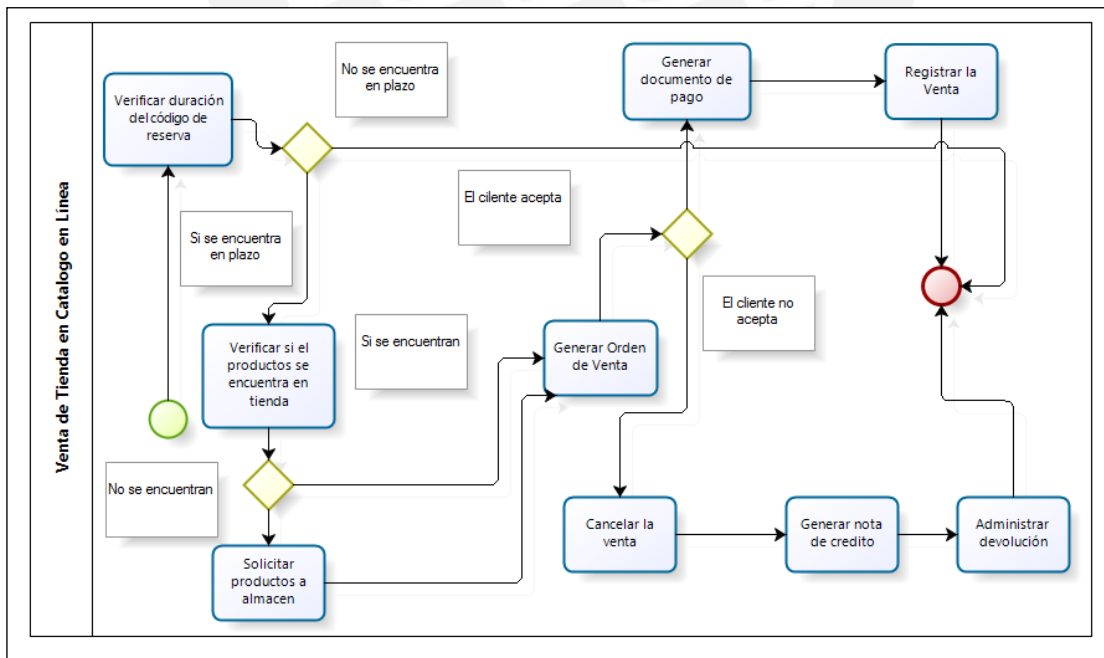 Venta de Tienda en Catalogo en Línea
Verificar duración
del código de
reserva
No se encuentra
en plazo
Generar
documento de
pago
Registrar la
Venta
El cilente acepta
Si se encuentra
en plazo
El cliente no
acepta
Verificar si el
productos se
encuentra en
tienda
Si se encuentran
Generar Orden
de Venta
No se encuentran
Solicitar
productos a
almacen
Cancelar la
venta
Generar nota
de credito
Administrar
devolución